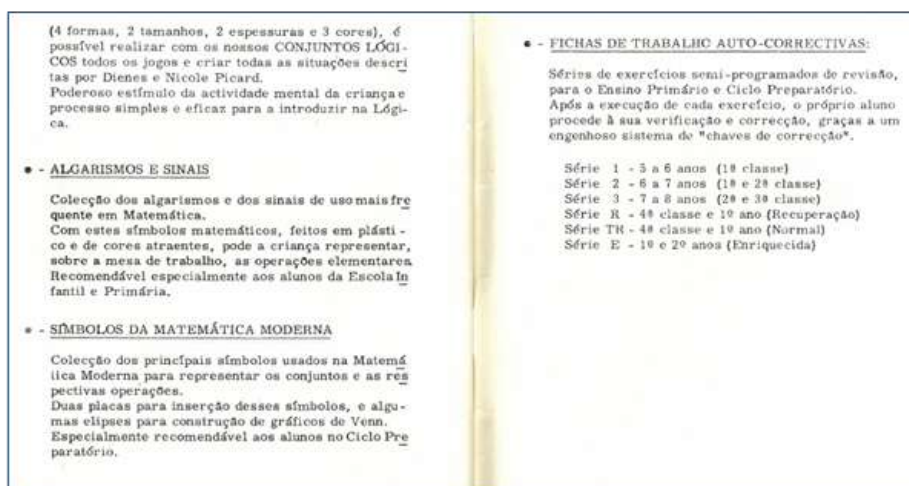 (4 formas, 2 tamanhos, 2 espessuras e 3 cores), é
possível realizar com os nossos CONJUNTOS LÓGI-
COS todos os jogos e criar todas as situações descri
tas por Dienes e Nicole Picard.
Poderoso estímulo da actividade mental da criança e
processo simples e eficaz para a introduzir na Lógi-
ca.
• - ALGARISMOS E SINAIS
Colecção dos algarismos e dos sinais de uso mais fre
quente em Matemática.
Com estes símbolos matemáticos, feitos em plásti -
co e de cores atraentes, pode a criança representar,
sobre a mesa de trabalho, as operações elementares.
Recomendável especialmente aos alunos da Escola In
fantil e Primária.
• - SÍMBOLOS DA MATEMÁTICA MODERNA
Colecção dos principais símbolos usados na Matemá
tica Moderna para representar os conjuntos e as res
pectivas operações.
Duas placas para inserção desses símbolos, e algu-
mas elipses para construção de gráficos de Venn.
Especialmente recomendável aos alunos no Ciclo Pre
paratório.
• - FICHAS DE TRABALHO AUTO-CORRECTIVAS:
Séries de exercícios semi-programados de revisão,
para o Ensino Primário e Ciclo Preparatório.
Após a execução de cada exercício, o próprio aluno
procede à sua verificação e correcção, graças a um
engenhoso sistema de "chaves de correcção".
Série 1 - 5 a 6 anos (1ª classe)
Série 2 - 6 a 7 anos (1ª e 2ª classe)
Série 3 - 7 a 8 anos (2ª e 3ª classe)
Série R - 4ª classe e 1º ano (Recuperação)
Série TR - 4ª classe e 1º ano (Normal)
Série E - 1º e 2º anos (Enriquecida)